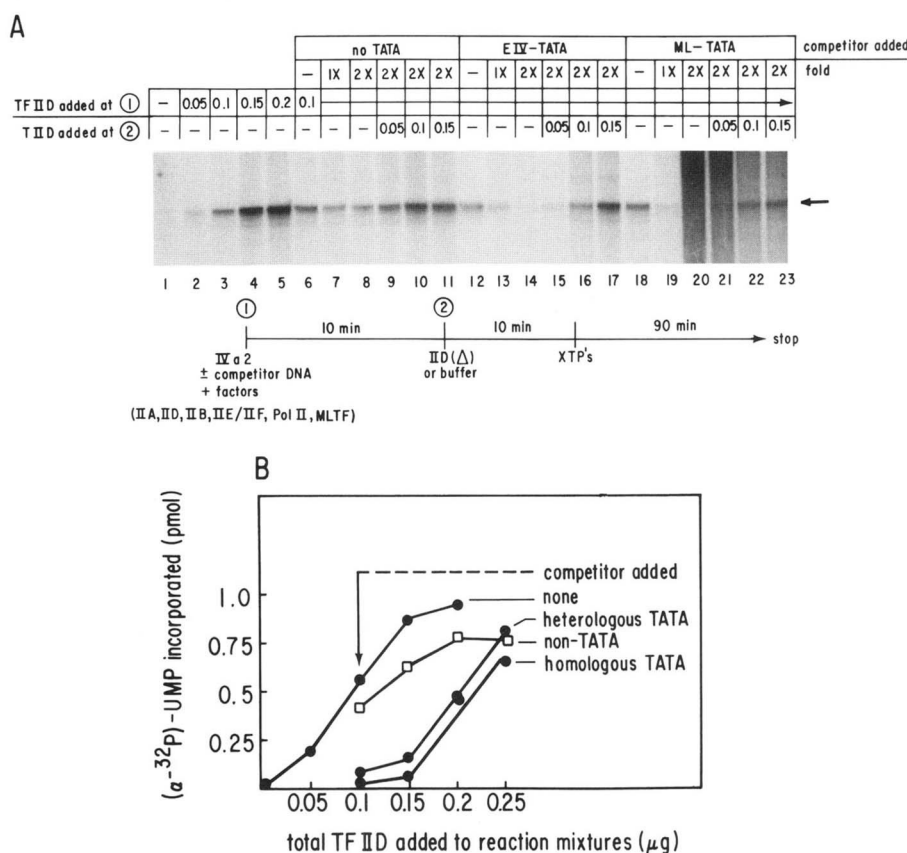 A
no TATA EIV-TATA ML-TATA competitor added
– 1X 2X 2X 2X 2X – 1X 2X 2X 2X 2X – 1X 2X 2X 2X 2X fold
TFIID added at ① – 0.05 0.1 0.15 0.2 0.1
TIID added at ② – – – – – – – – 0.05 0.1 0.15 – – – 0.05 0.1 0.15 – – – 0.05 0.1 0.15
1 2 3 4 5 6 7 8 9 10 11 12 13 14 15 16 17 18 19 20 21 22 23
① ②
10 min 10 min 90 min
stop
IVa2 IID(Δ) XTP's
± competitor DNA or buffer
+ factors
(IIA, IID, IIB, IIE/IIF, Pol II, MLTF)
B
(α-³²P)-UMP incorporated (pmol)
competitor added
1.0 none
heterologous TATA
0.75 non-TATA
homologous TATA
0.5
0.25
0.05 0.1 0.15 0.2 0.25
total TFIID added to reaction mixtures (μg)